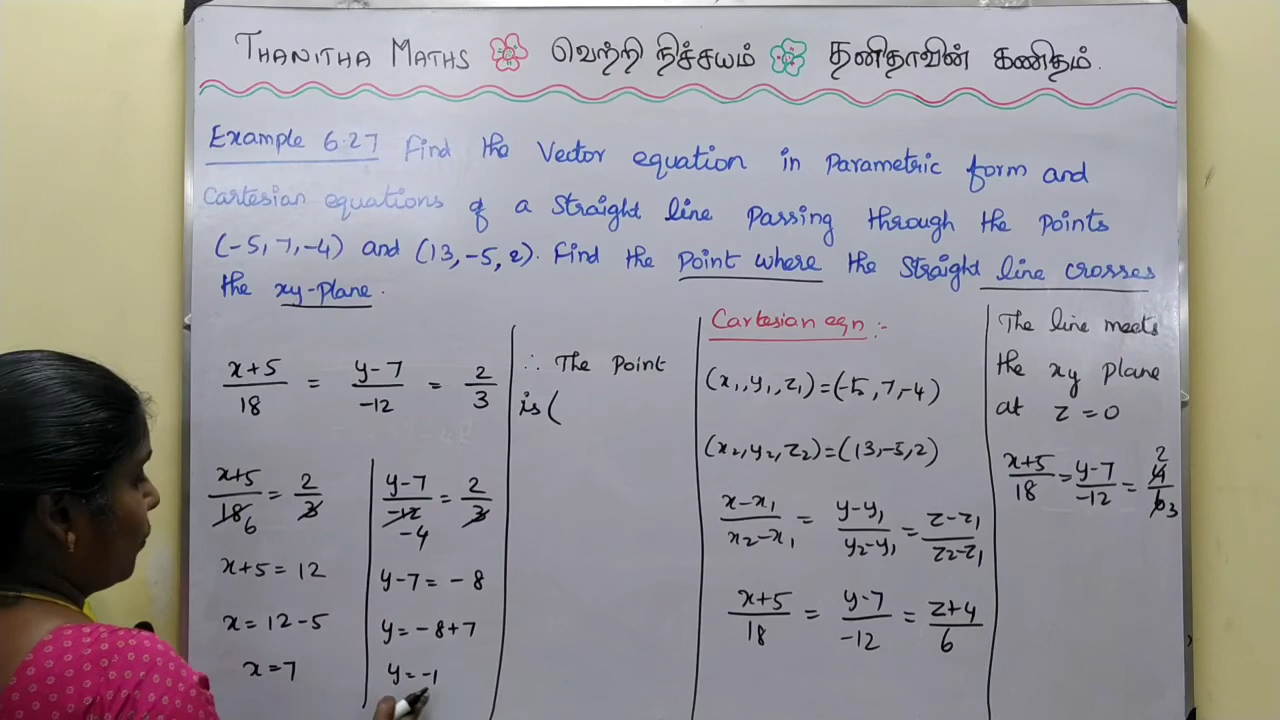 THANITHA MATHS வெற்றி நிச்சயம் தனிதாவின் கணிதம்.
Example 6.27 Find the Vector equation in Parametric form and
Cartesian equations of a straight line passing through the points
(-5, 7, -4) and (13, -5, 2). Find the point where the straight line crosses
the xy-plane.
x+5/18 = y-7/-12 = 2/3
x+5/18 6 = 2/3
x+5 = 12
x = 12-5
x = 7
y-7/-12 -4 = 2/3
y-7 = -8
y = -8+7
y = -1
∴ The Point
is (
Cartesian eqn :-
(x₁, y₁, z₁) = (-5, 7, -4)
(x₂, y₂, z₂) = (13, -5, 2)
x-x₁/x₂-x₁ = y-y₁/y₂-y₁ = z-z₁/z₂-z₁
x+5/18 = y-7/-12 = z+4/6
The line meets
the xy plane
at z = 0
x+5/18 = y-7/-12 = 4 2/6 3